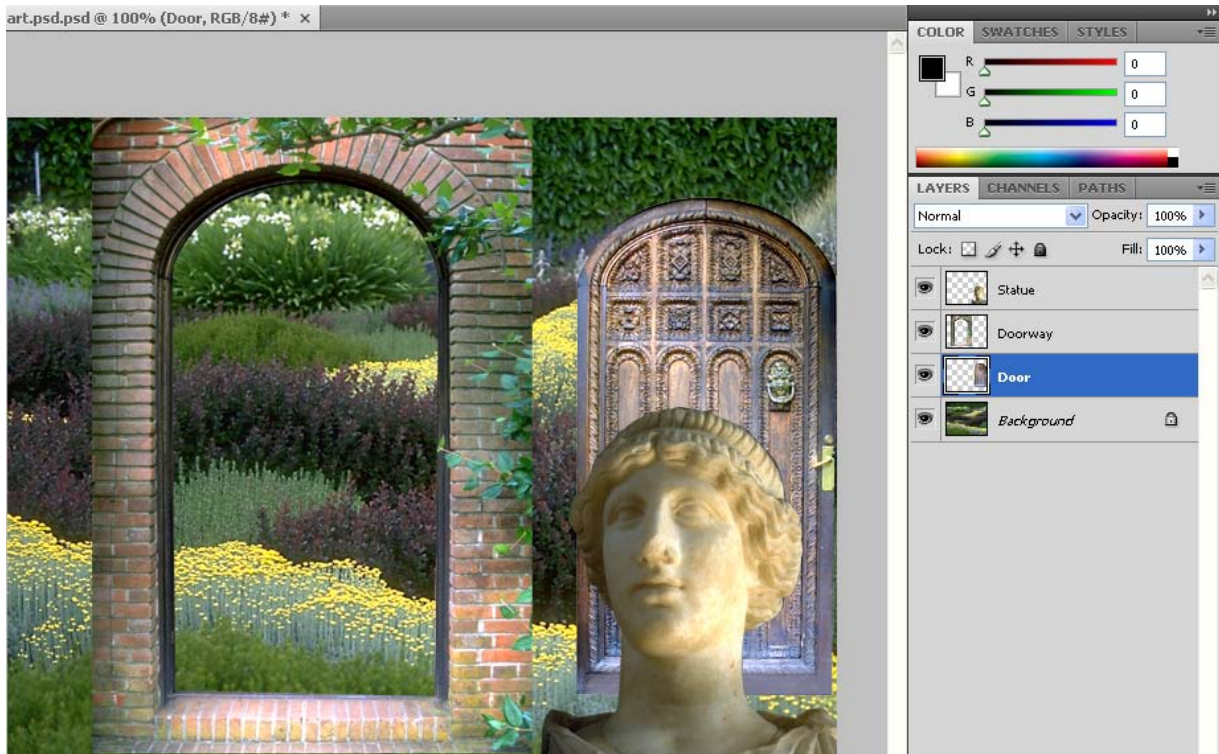 art.psd.psd @ 100% (Door, RGB/8#) * ×
COLOR SWATCHES STYLES
R 0
G 0
B 0
LAYERS CHANNELS PATHS
Normal Opacity: 100%
Lock: Fill: 100%
Statue
Doorway
Door
Background